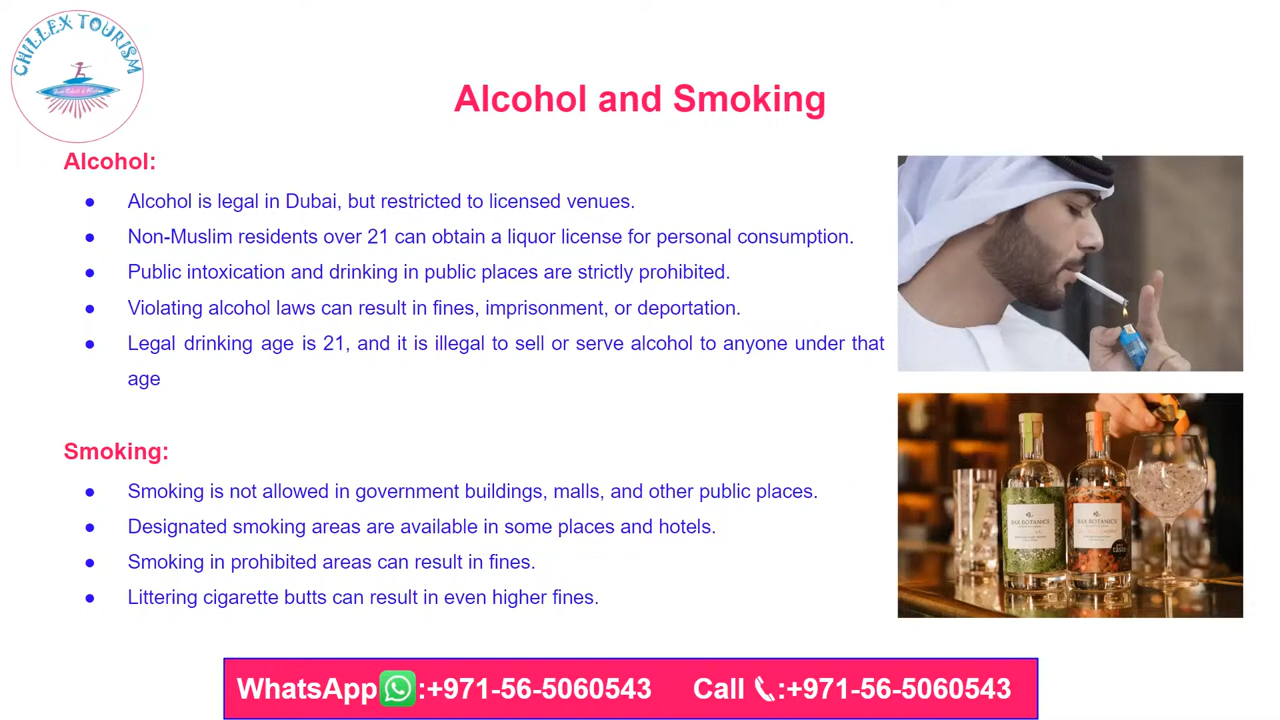 CHILLEX TOURISM
Alcohol and Smoking
Alcohol:
● Alcohol is legal in Dubai, but restricted to licensed venues.
● Non-Muslim residents over 21 can obtain a liquor license for personal consumption.
● Public intoxication and drinking in public places are strictly prohibited.
● Violating alcohol laws can result in fines, imprisonment, or deportation.
● Legal drinking age is 21, and it is illegal to sell or serve alcohol to anyone under that
age
Smoking:
● Smoking is not allowed in government buildings, malls, and other public places.
● Designated smoking areas are available in some places and hotels.
● Smoking in prohibited areas can result in fines.
● Littering cigarette butts can result in even higher fines.
BAX BOTANICS
BAX BOTANICS
WhatsApp :+971-56-5060543 Call :+971-56-5060543